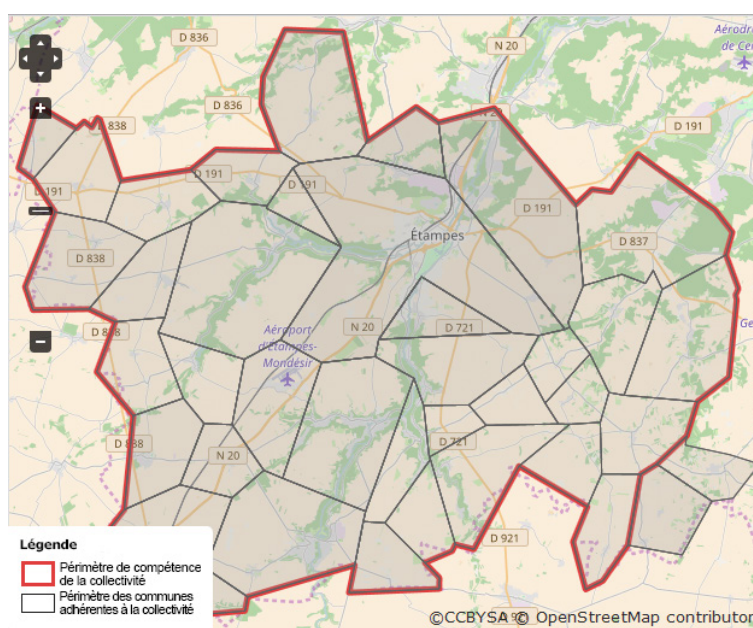 D 836
N 20
Aérodr
de Ce
D 836
D 838
N 20
D 191
D 191
D 191
D 191
D 191
Étampes
D 837
D 838
Aéroport
d'Étampes-
Mondésir
N 20
D 721
Ge
D 838
D 838
D 721
N 20
D 921
Légende
Périmètre de compétence
de la collectivité
Périmètre des communes
adhérentes à la collectivité
©CCBYSA © OpenStreetMap contributor